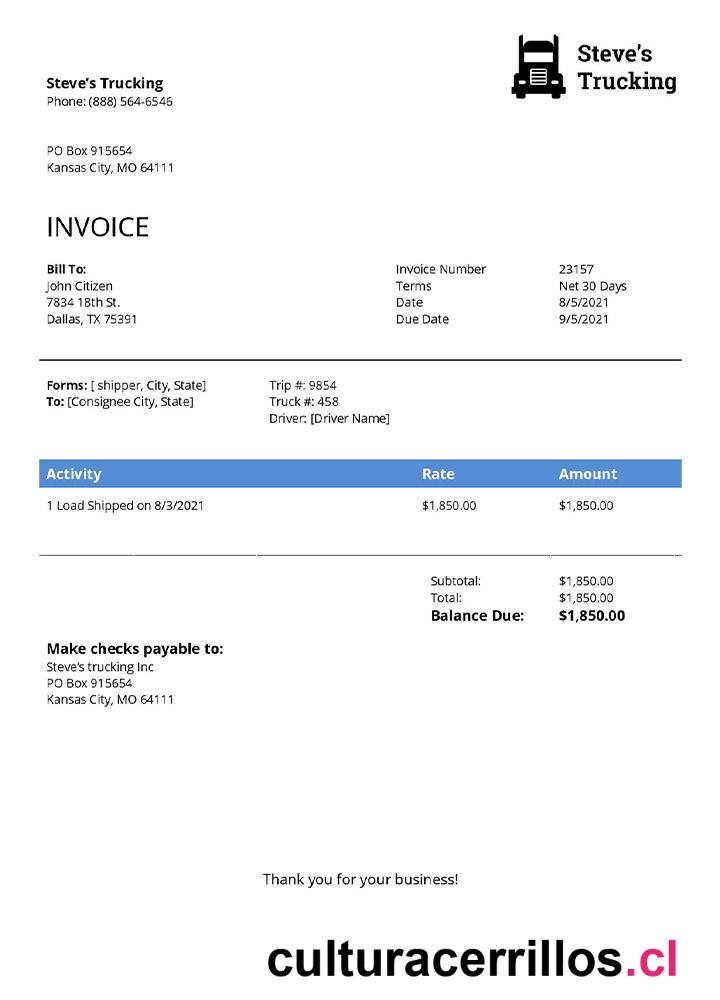 Steve's
Trucking
Steve's Trucking
Phone: (888) 564-6546
PO Box 915654
Kansas City, MO 64111
INVOICE
Bill To:
John Citizen
7834 18th St.
Dallas, TX 75391
Invoice Number 23157
Terms Net 30 Days
Date 8/5/2021
Due Date 9/5/2021
Forms: [ shipper, City, State]
To: [Consignee City, State]
Trip #: 9854
Truck #: 458
Driver: [Driver Name]
Activity Rate Amount
1 Load Shipped on 8/3/2021 $1,850.00 $1,850.00
Subtotal: $1,850.00
Total: $1,850.00
Balance Due: $1,850.00
Make checks payable to:
Steve's trucking Inc
PO Box 915654
Kansas City, MO 64111
Thank you for your business!
culturacerrillos.cl